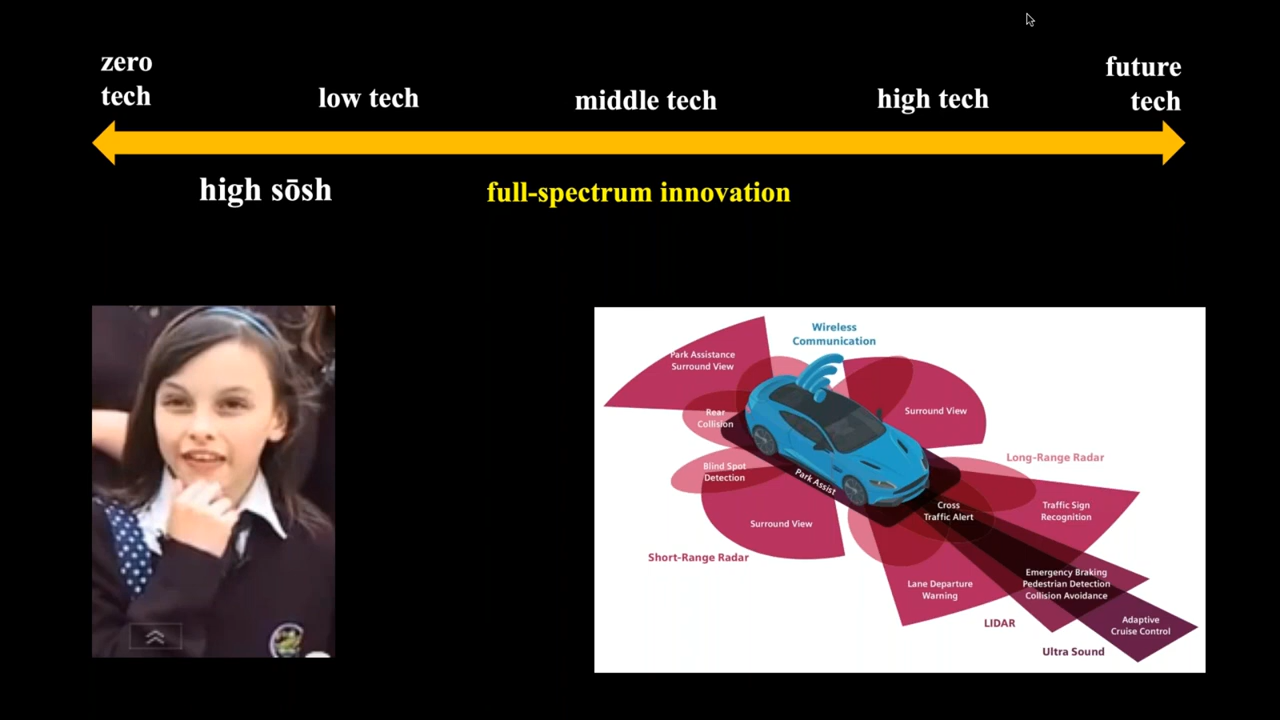 zero
tech
low tech
middle tech
high tech
future
tech
high sōsh
full-spectrum innovation
Wireless
Communication
Park Assistance
Surround View
Rear
Collision
Surround View
Blind Spot
Detection
Park Assist
Long-Range Radar
Cross
Traffic Alert
Traffic Sign
Recognition
Surround View
Short-Range Radar
Lane Departure
Warning
Emergency Braking
Pedestrian Detection
Collision Avoidance
LIDAR
Adaptive
Cruise Control
Ultra Sound